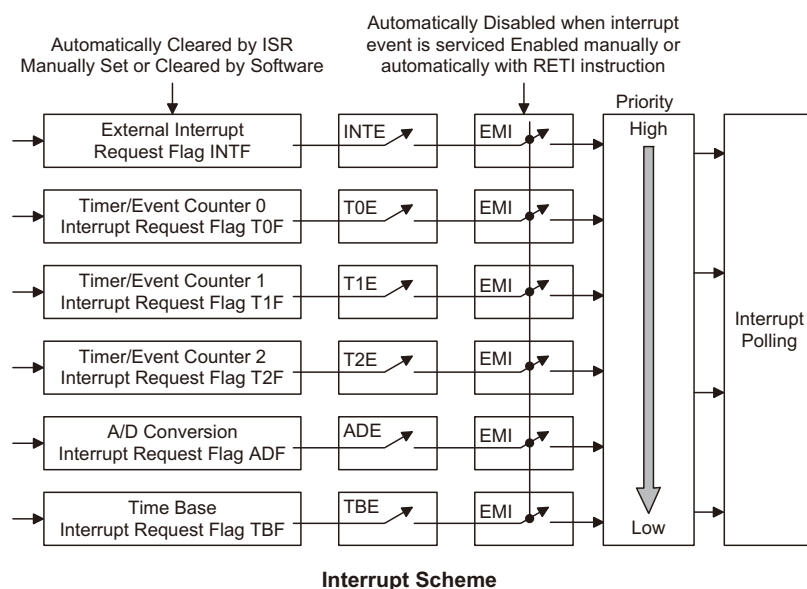 Automatically Cleared by ISR
Manually Set or Cleared by Software
Automatically Disabled when interrupt
event is serviced Enabled manually or
automatically with RETI instruction
Priority
External Interrupt
Request Flag INTF
INTE
EMI
High
Timer/Event Counter 0
Interrupt Request Flag T0F
T0E
EMI
Timer/Event Counter 1
Interrupt Request Flag T1F
T1E
EMI
Interrupt
Polling
Timer/Event Counter 2
Interrupt Request Flag T2F
T2E
EMI
A/D Conversion
Interrupt Request Flag ADF
ADE
EMI
Time Base
Interrupt Request Flag TBF
TBE
EMI
Low
Interrupt Scheme